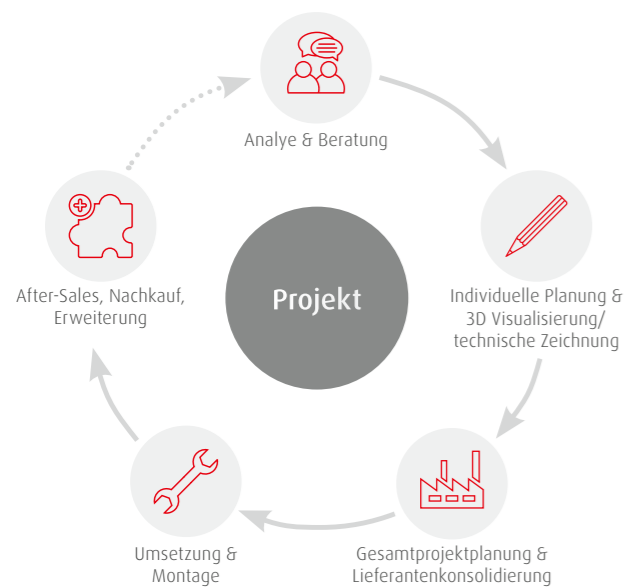 Analye & Beratung
Individuelle Planung &
3D Visualisierung/
technische Zeichnung
Gesamtprojektplanung &
Lieferantenkonsolidierung
Umsetzung &
Montage
After-Sales, Nachkauf,
Erweiterung
Projekt